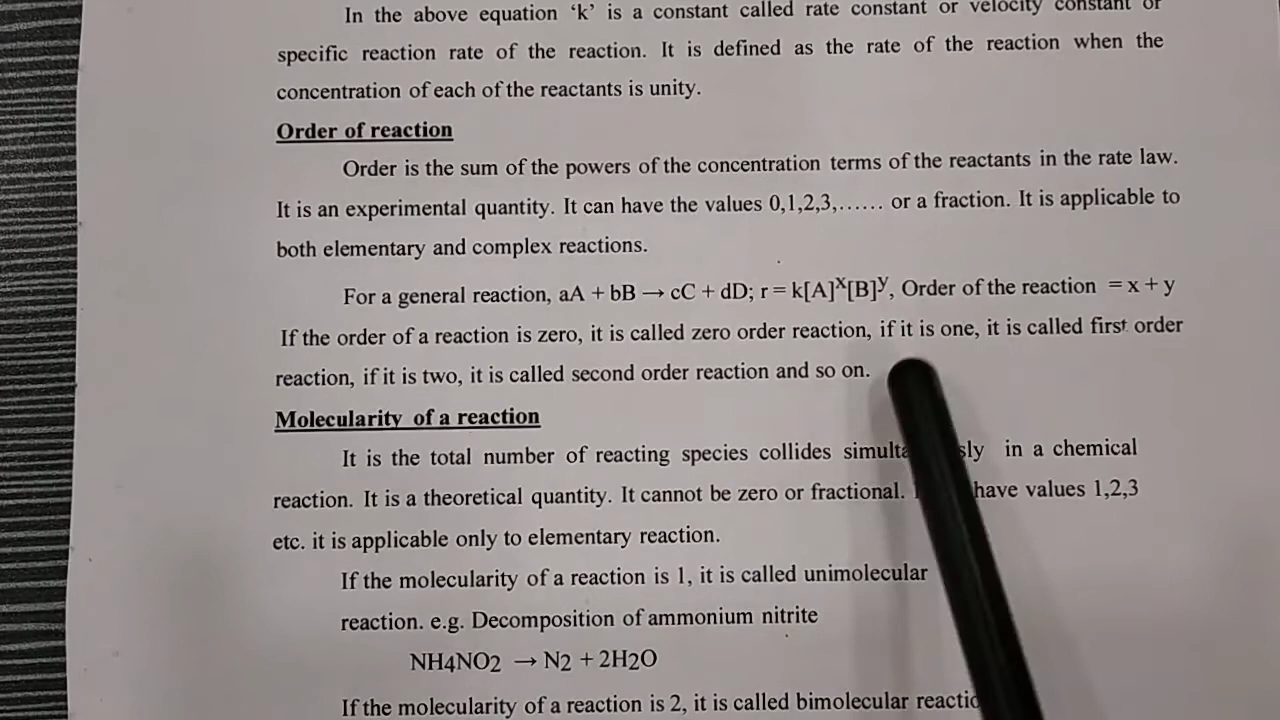 In the above equation ‘k’ is a constant called rate constant or velocity constant or
specific reaction rate of the reaction. It is defined as the rate of the reaction when the
concentration of each of the reactants is unity.
Order of reaction
Order is the sum of the powers of the concentration terms of the reactants in the rate law.
It is an experimental quantity. It can have the values 0,1,2,3,…… or a fraction. It is applicable to
both elementary and complex reactions.
For a general reaction, aA + bB → cC + dD; r = k[A]ˣ[B]ʸ, Order of the reaction = x + y
If the order of a reaction is zero, it is called zero order reaction, if it is one, it is called first order
reaction, if it is two, it is called second order reaction and so on.
Molecularity of a reaction
It is the total number of reacting species collides in a chemical
reaction. It is a theoretical quantity. It cannot be zero or fractional. have values 1,2,3
etc. it is applicable only to elementary reaction.
If the molecularity of a reaction is 1, it is called unimolecular
reaction. e.g. Decomposition of ammonium nitrite
NH4NO2 → N2 + 2H2O
If the molecularity of a reaction is 2, it is called bimolecular